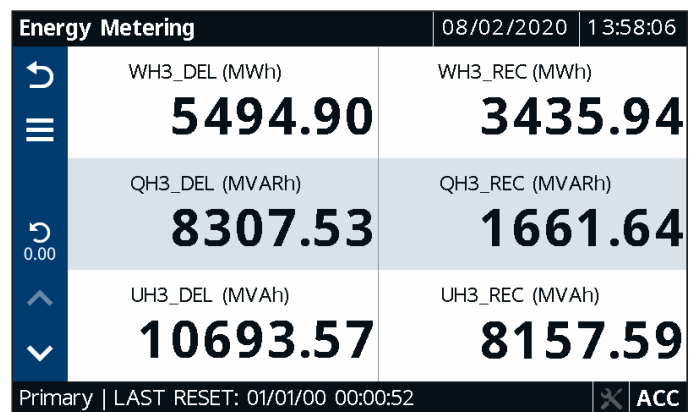 Energy Metering 08/02/2020 13:58:06
WH3_DEL (MWh) WH3_REC (MWh)
5494.90 3435.94
QH3_DEL (MVARh) QH3_REC (MVARh)
8307.53 1661.64
0.00
UH3_DEL (MVAh) UH3_REC (MVAh)
10693.57 8157.59
Primary | LAST RESET: 01/01/00 00:00:52 ACC